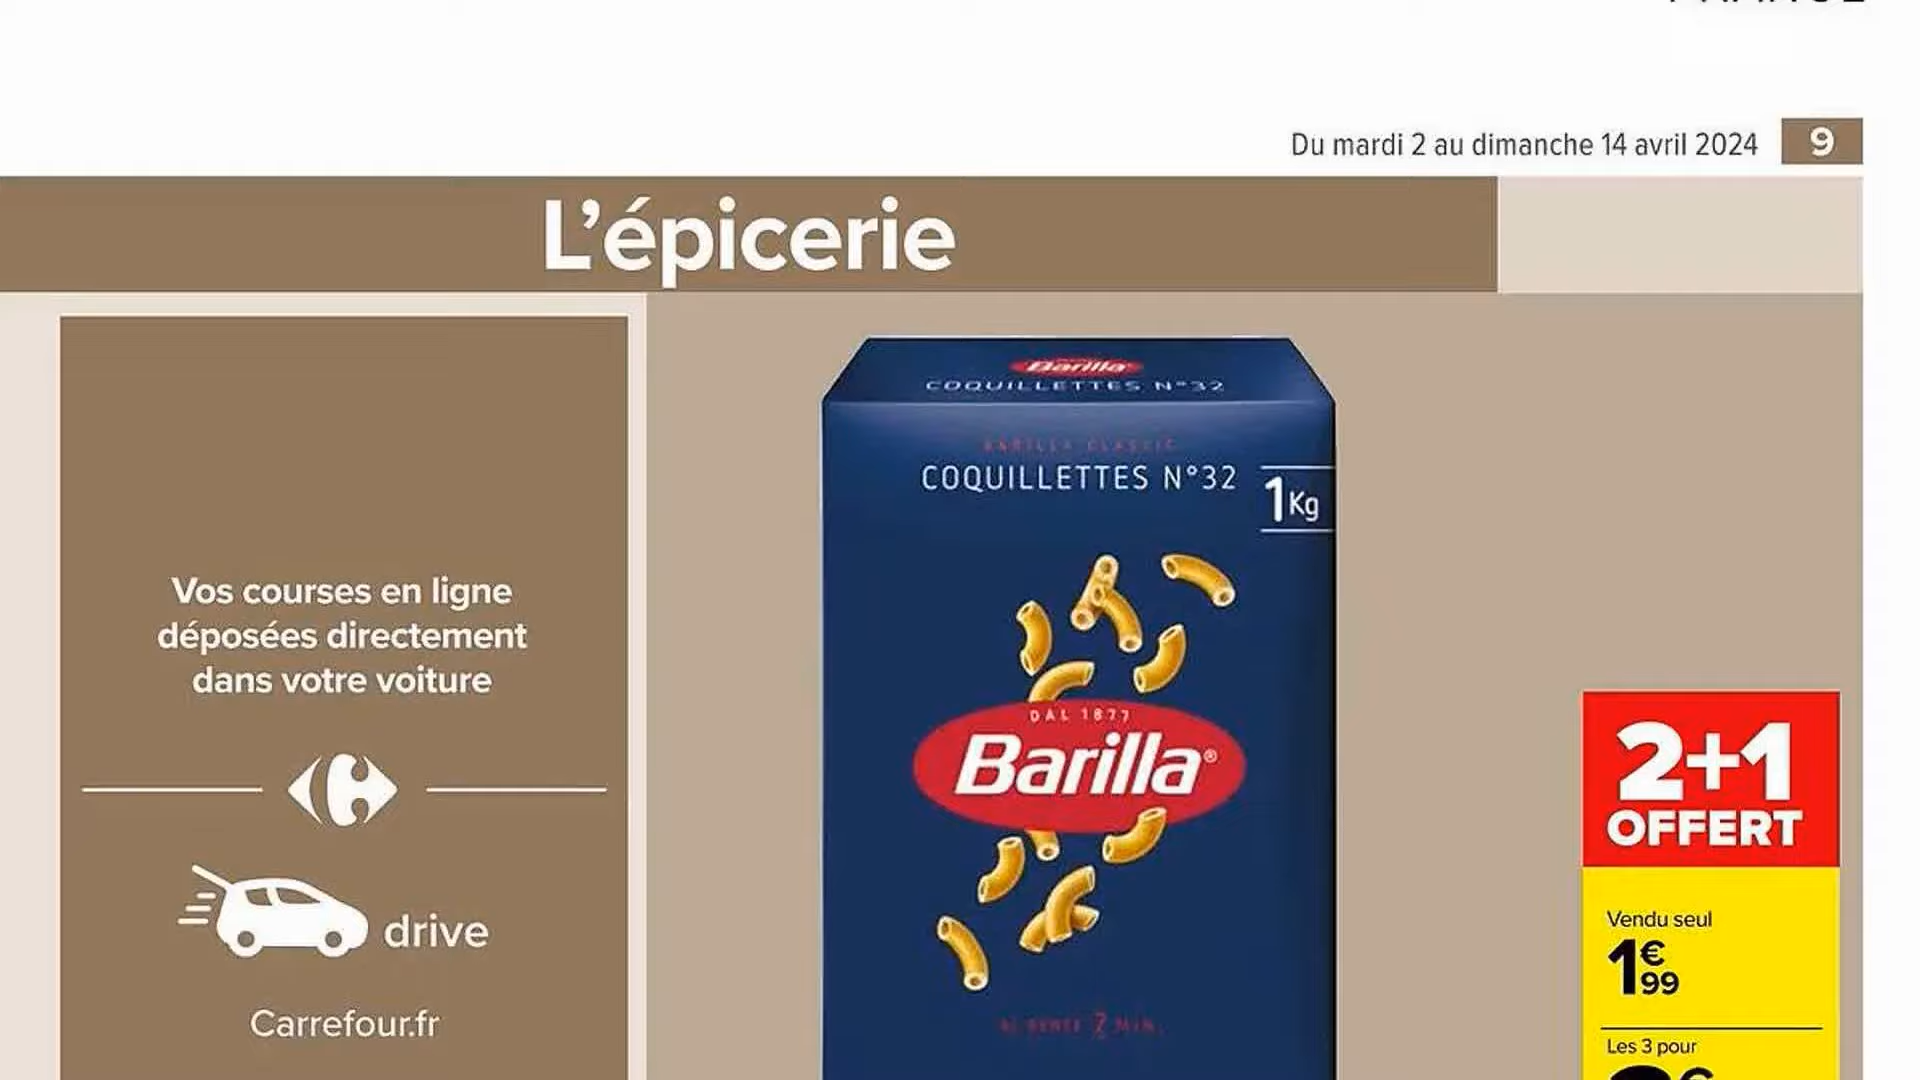 Du mardi 2 au dimanche 14 avril 2024
9
L'épicerie
Vos courses en ligne
déposées directement
dans votre voiture
drive
Carrefour.fr
Barilla
COQUILLETTES N°32
BARILLA CLASSIC
COQUILLETTES N°32
1Kg
DAL 1877
Barilla®
2+1
OFFERT
Vendu seul
1€99
Les 3 pour